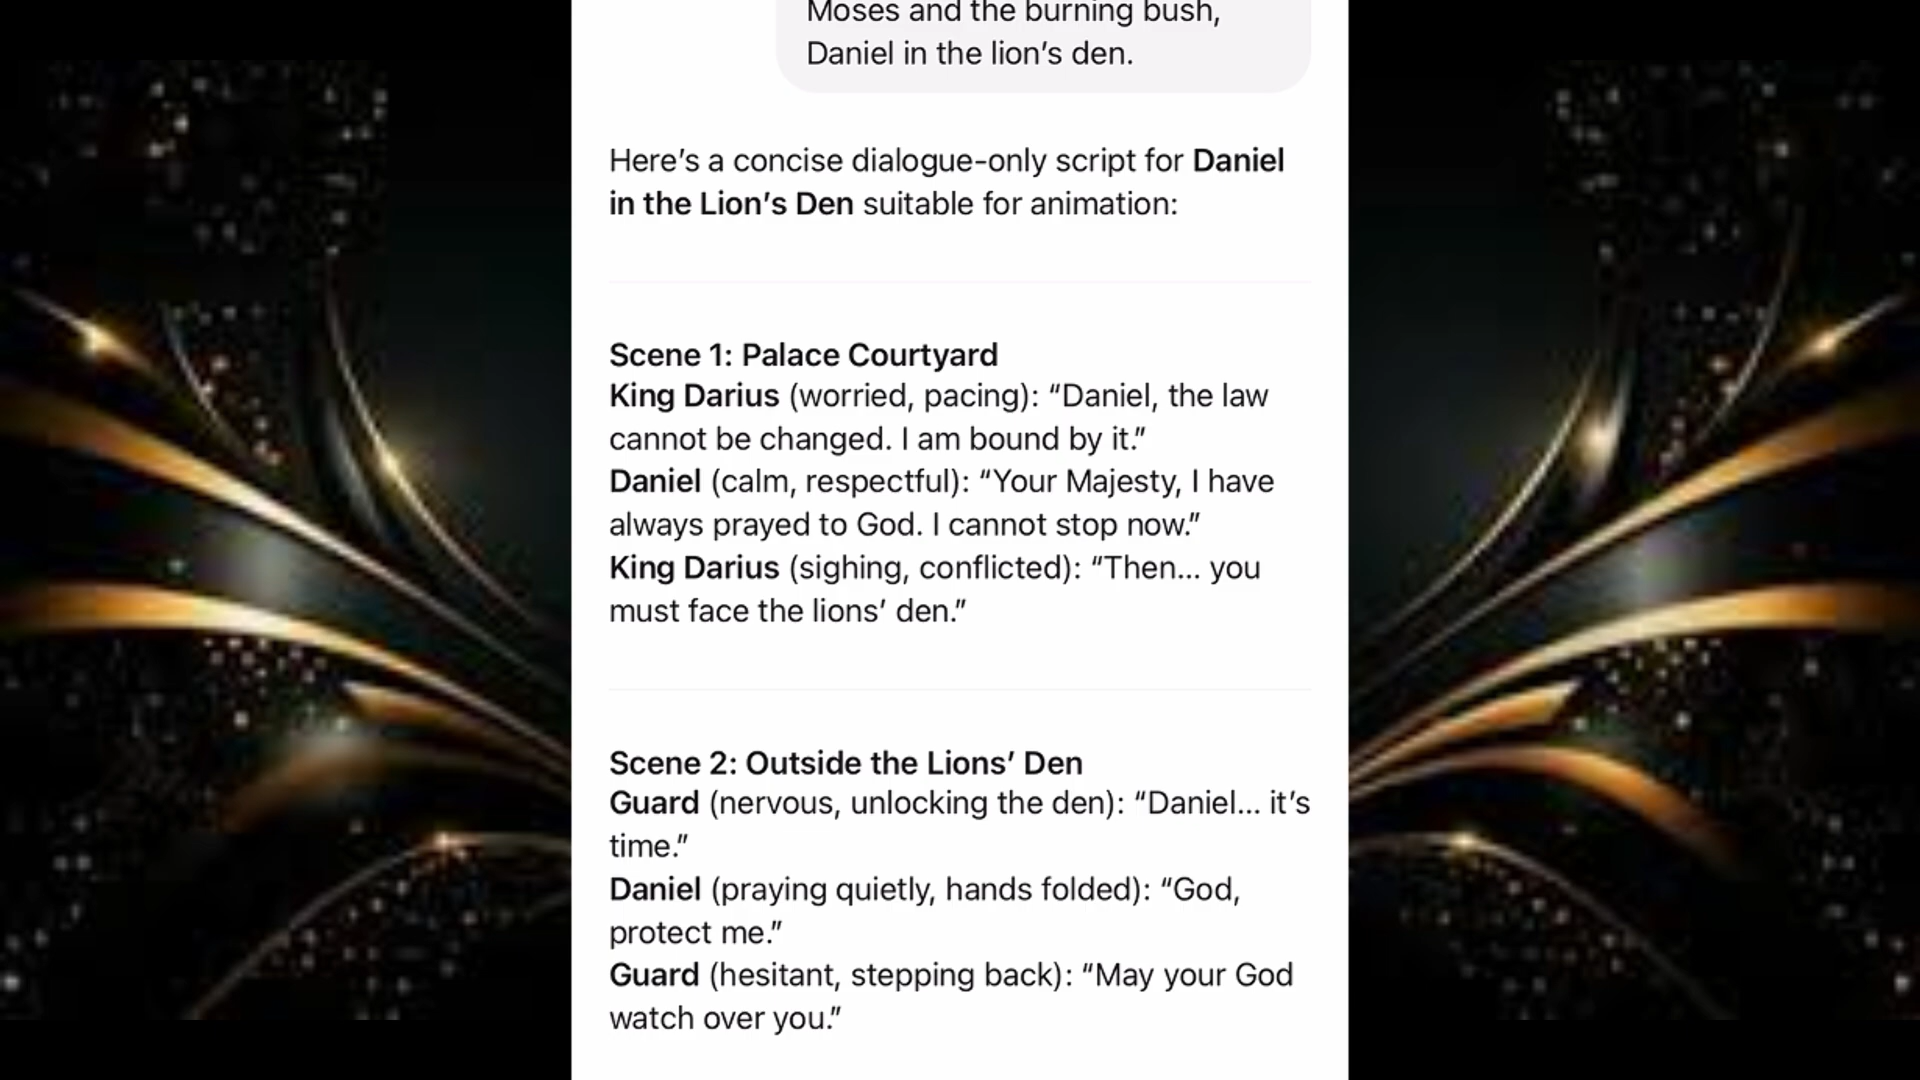 Moses and the burning bush,
Daniel in the lion’s den.
Here’s a concise dialogue-only script for Daniel
in the Lion’s Den suitable for animation:
Scene 1: Palace Courtyard
King Darius (worried, pacing): “Daniel, the law
cannot be changed. I am bound by it.”
Daniel (calm, respectful): “Your Majesty, I have
always prayed to God. I cannot stop now.”
King Darius (sighing, conflicted): “Then... you
must face the lions’ den.”
Scene 2: Outside the Lions’ Den
Guard (nervous, unlocking the den): “Daniel... it’s
time.”
Daniel (praying quietly, hands folded): “God,
protect me.”
Guard (hesitant, stepping back): “May your God
watch over you.”